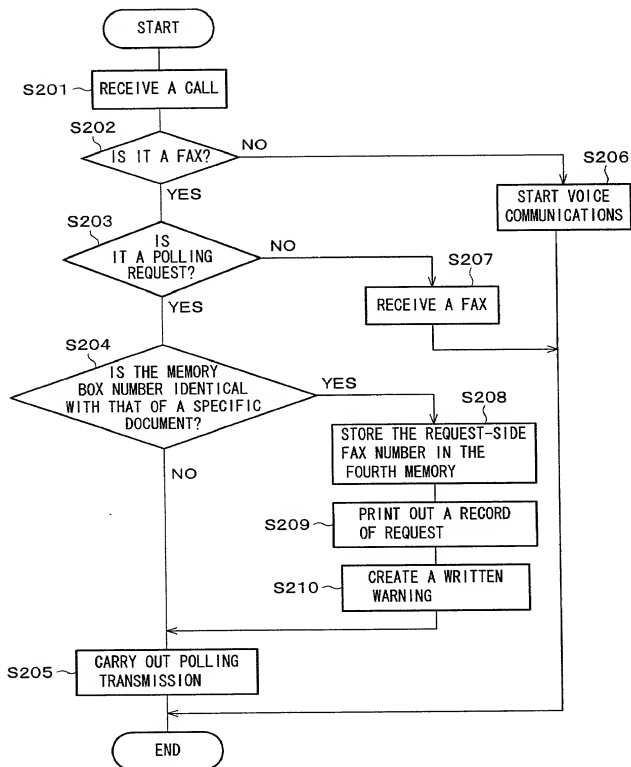 START
S201
RECEIVE A CALL
S202
IS IT A FAX?
NO
YES
S206
START VOICE
COMMUNICATIONS
S203
IS
IT A POLLING
REQUEST?
NO
YES
S207
RECEIVE A FAX
S204
IS THE MEMORY
BOX NUMBER IDENTICAL
WITH THAT OF A SPECIFIC
DOCUMENT?
YES
NO
S208
STORE THE REQUEST-SIDE
FAX NUMBER IN THE
FOURTH MEMORY
S209
PRINT OUT A RECORD
OF REQUEST
S210
CREATE A WRITTEN
WARNING
S205
CARRY OUT POLLING
TRANSMISSION
END